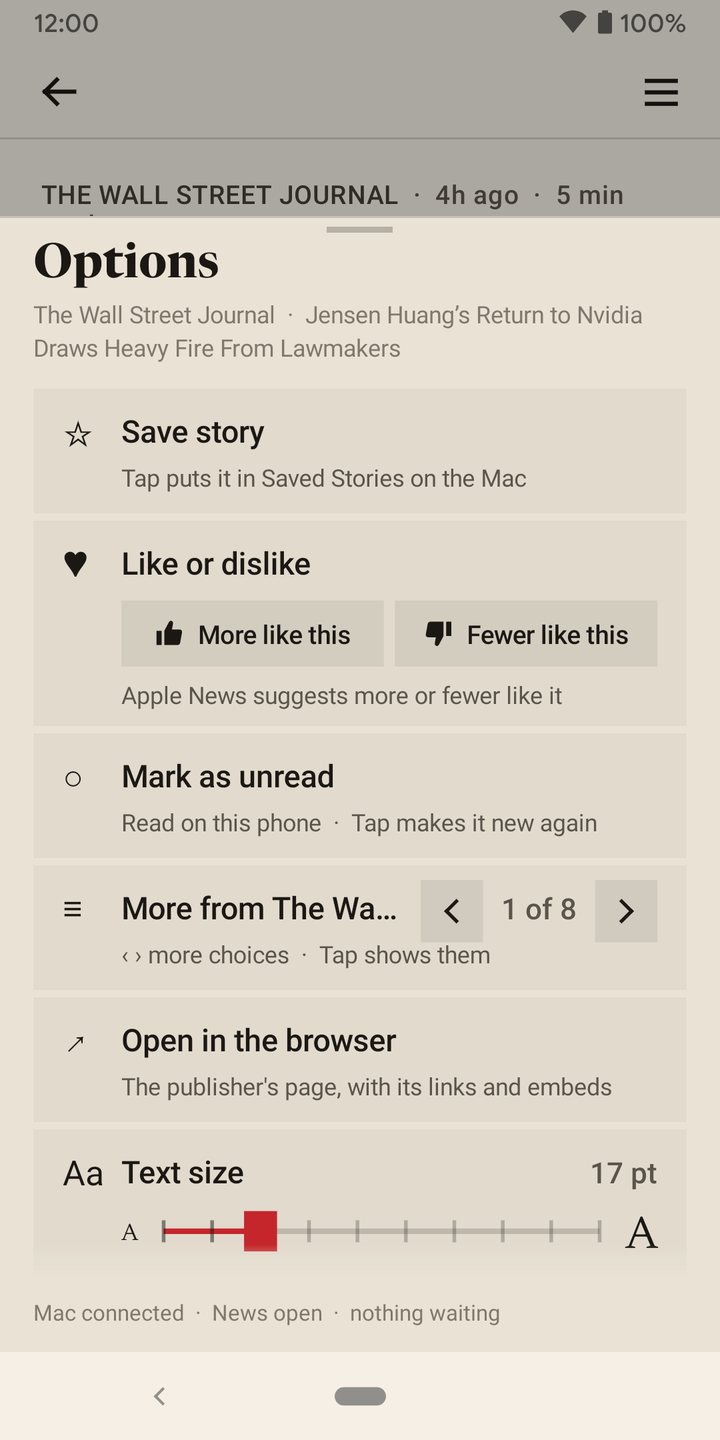 12:00
100%
THE WALL STREET JOURNAL · 4h ago · 5 min
Options
The Wall Street Journal · Jensen Huang’s Return to Nvidia
Draws Heavy Fire From Lawmakers
Save story
Tap puts it in Saved Stories on the Mac
Like or dislike
More like this
Fewer like this
Apple News suggests more or fewer like it
Mark as unread
Read on this phone · Tap makes it new again
More from The Wa...
1 of 8
‹ › more choices · Tap shows them
Open in the browser
The publisher's page, with its links and embeds
Aa Text size
17 pt
A
A
Mac connected · News open · nothing waiting